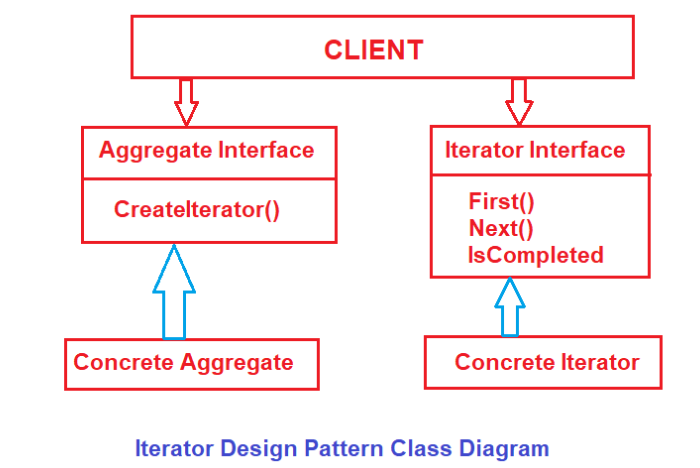 CLIENT
Aggregate Interface
CreateIterator()
Iterator Interface
First()
Next()
IsCompleted
Concrete Aggregate
Concrete Iterator
Iterator Design Pattern Class Diagram